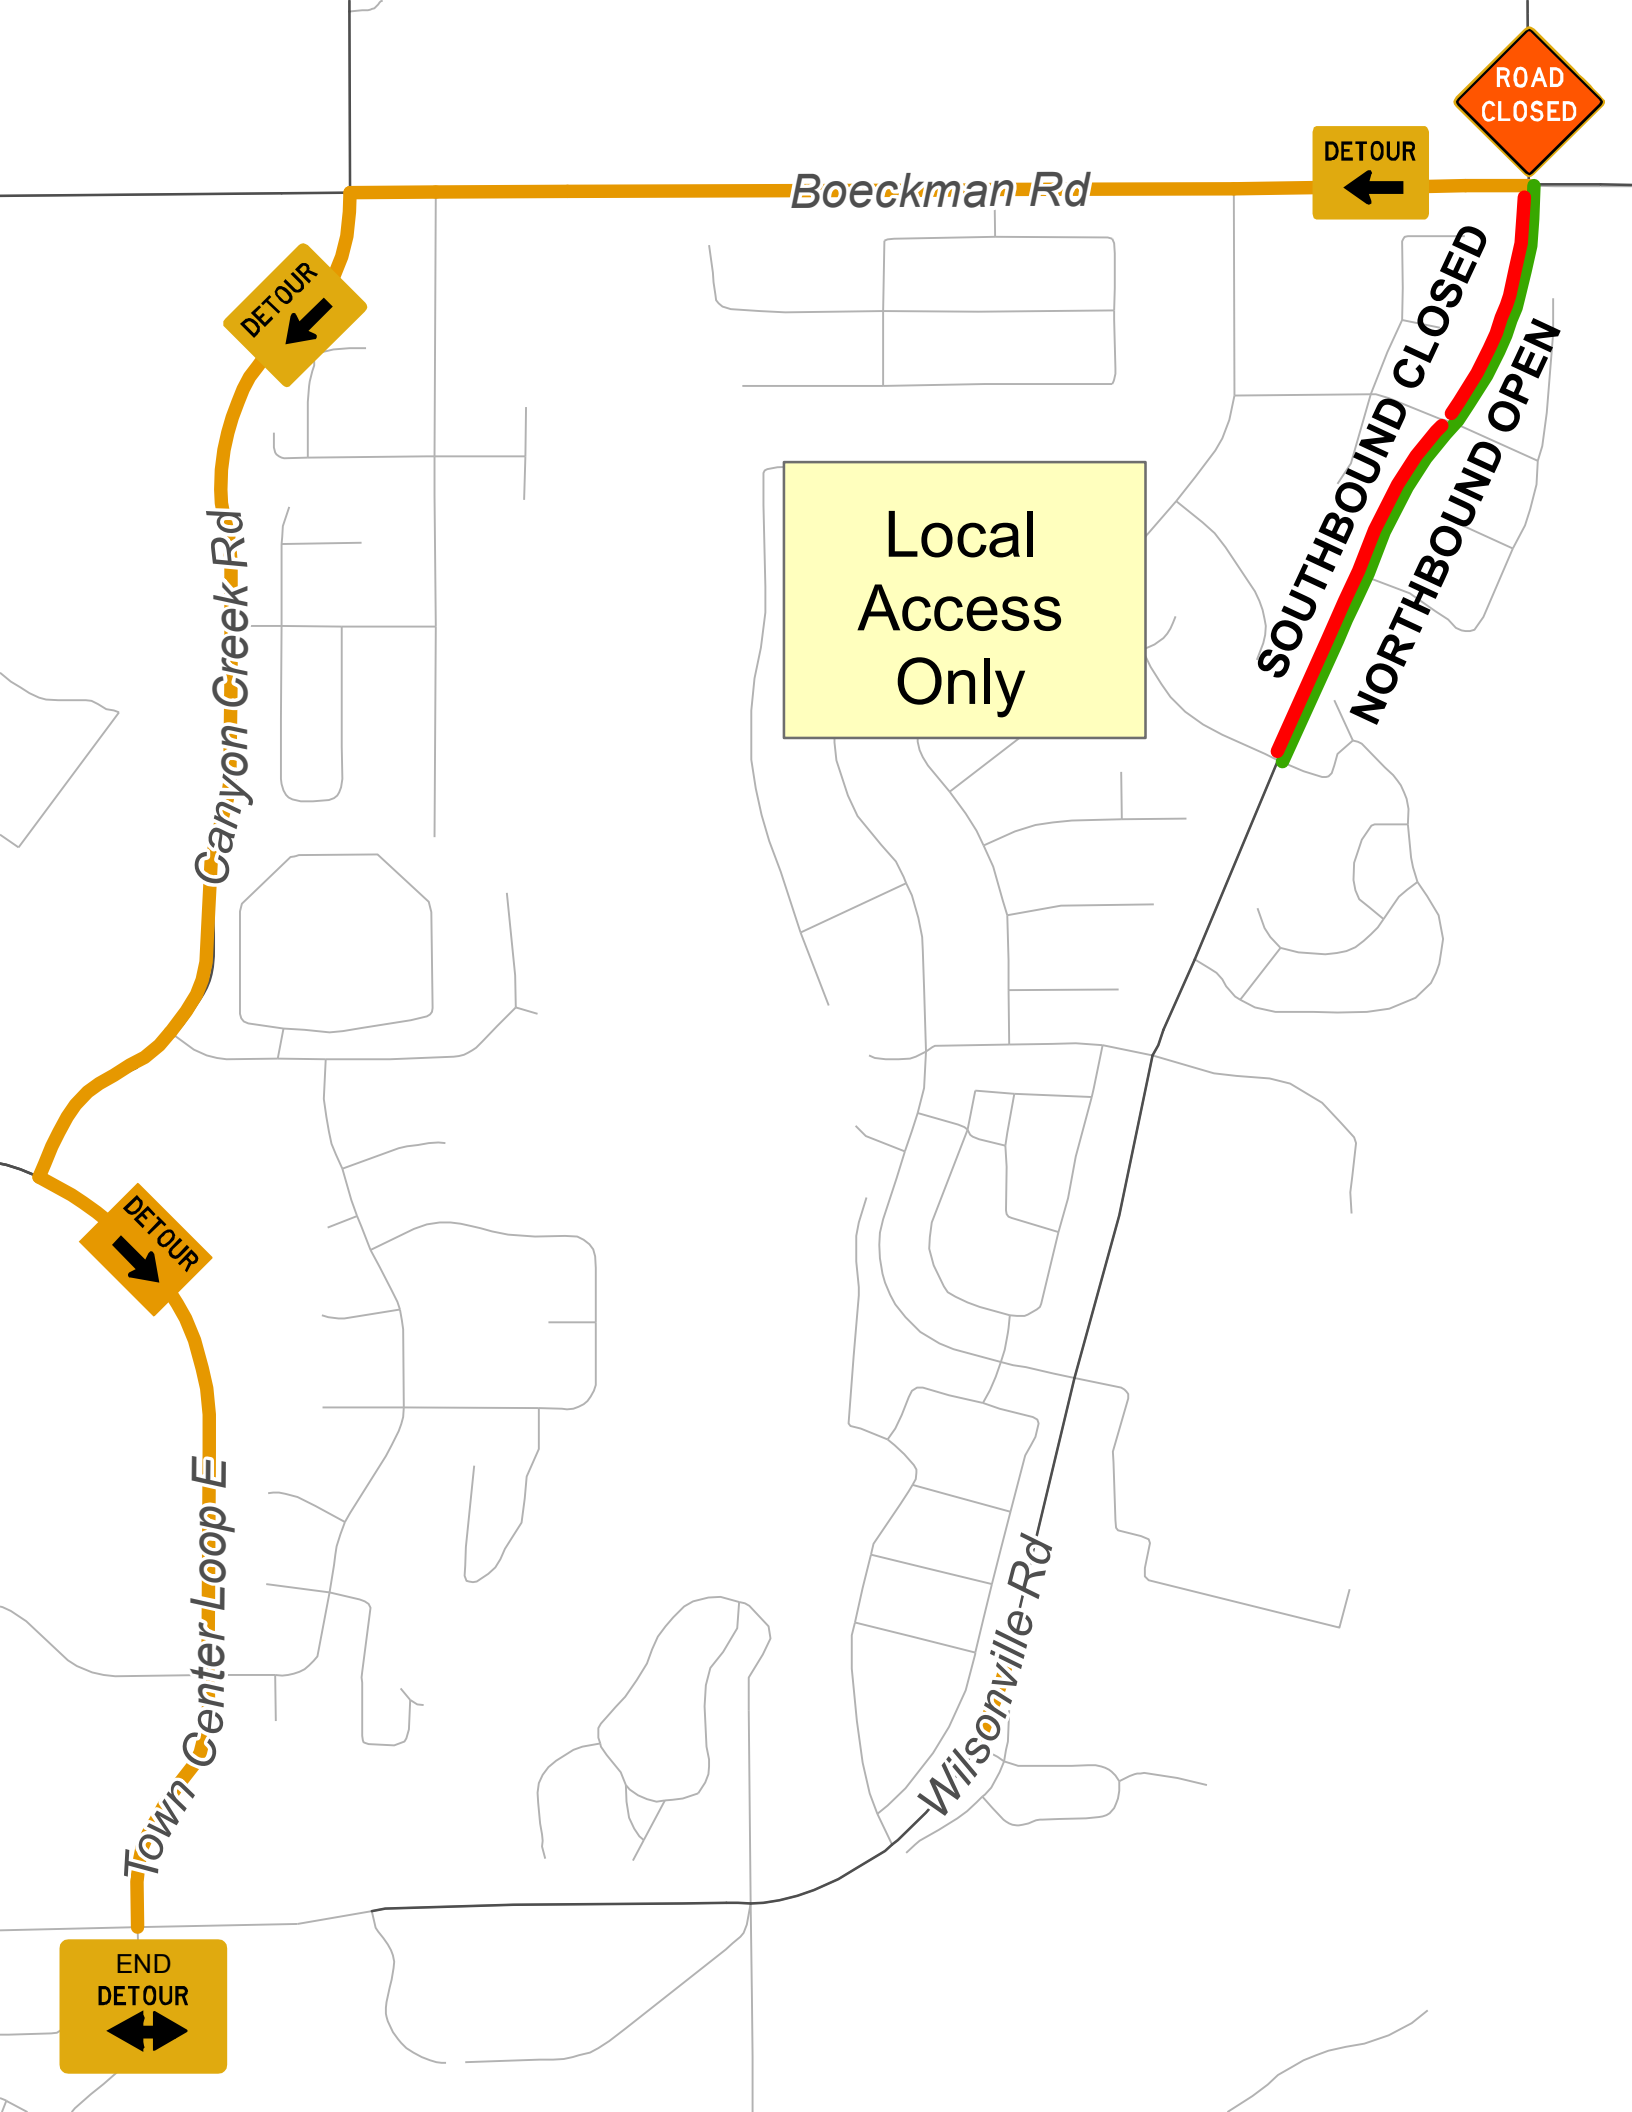 ROAD
CLOSED
DETOUR
Boeckman Rd
DETOUR
SOUTHBOUND CLOSED
NORTHBOUND OPEN
Local
Access
Only
Canyon Creek Rd
DETOUR
Town Center Loop E
Wilsonville Rd
END
DETOUR